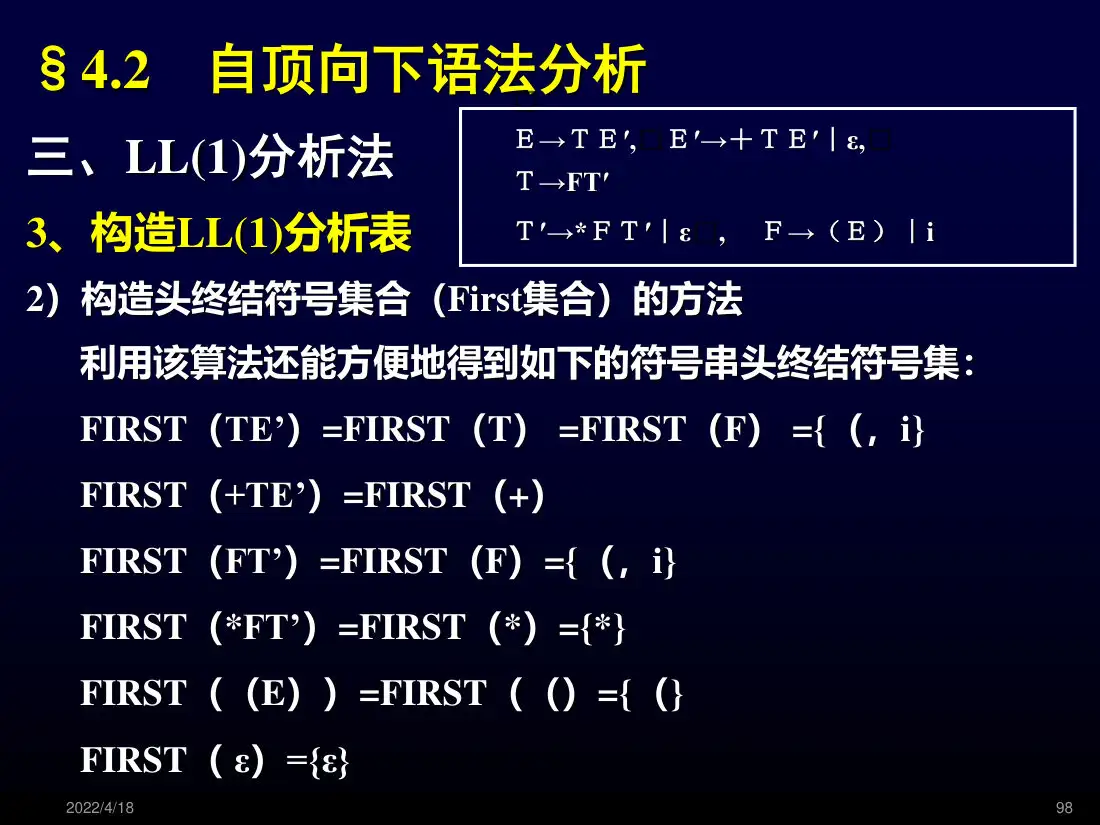 §4.2 自顶向下语法分析
三、LL(1)分析法
E→TE′, E′→+TE′|ε,
T→FT′
T′→*FT′|ε , F→(E)|i
3、构造LL(1)分析表
2）构造头终结符号集合（First集合）的方法
利用该算法还能方便地得到如下的符号串头终结符号集：
FIRST（TE’）=FIRST（T） =FIRST（F） ={（，i}
FIRST（+TE’）=FIRST（+）
FIRST（FT’）=FIRST（F）={（，i}
FIRST（*FT’）=FIRST（*）={*}
FIRST（（E））=FIRST（（）={（}
FIRST（ ε）={ε}
2022/4/18
98